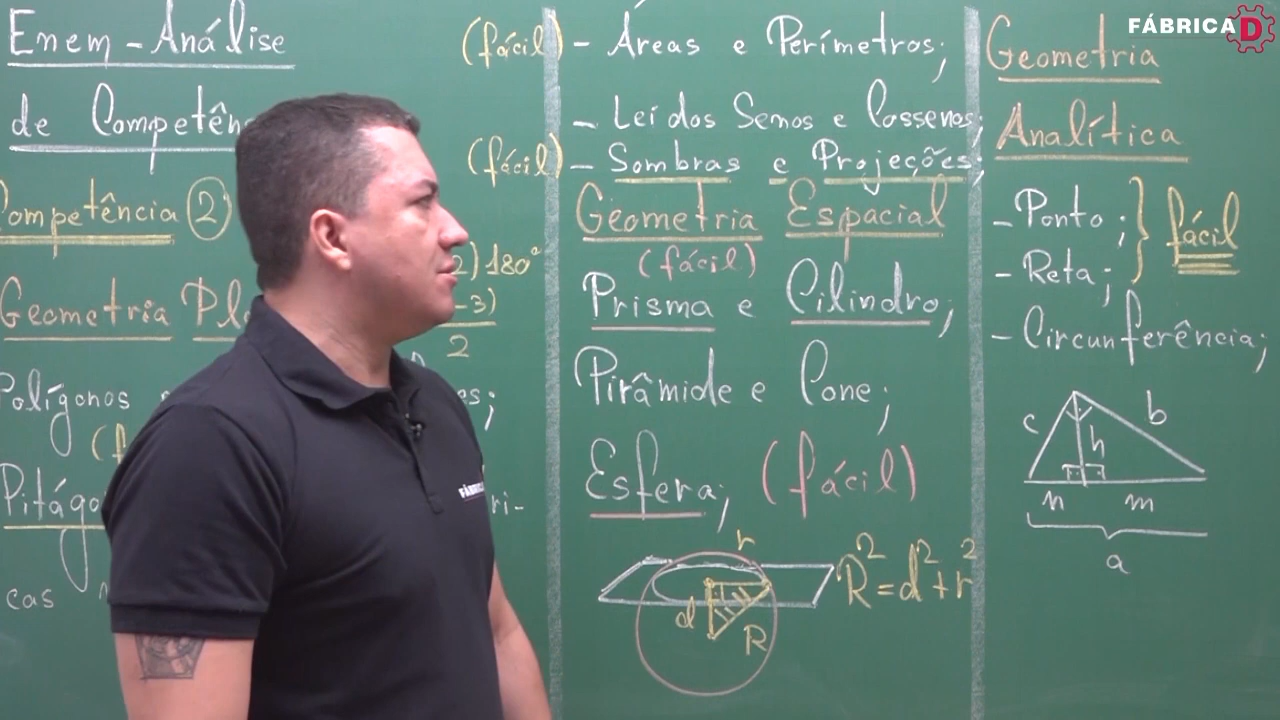 Enem - Análise
de Competên
Competência 2
Geometria Pl
Polígonos
Pitágo
cas
2)180°
-3)
2
es;
ri-
(fácil) - Áreas e Perímetros;
- Lei dos Senos e Cossenos;
(fácil) - Sombras e Projeções;
Geometria Espacial
(fácil)
Prisma e Cilindro;
Pirâmide e Cone;
Esfera; (fácil)
r
d
R
R²=d²+r²
FÁBRICA D
Geometria
Analítica
- Ponto;
- Reta;
} fácil
- Circunferência;
c b
h
n m
a
FÁBRICA